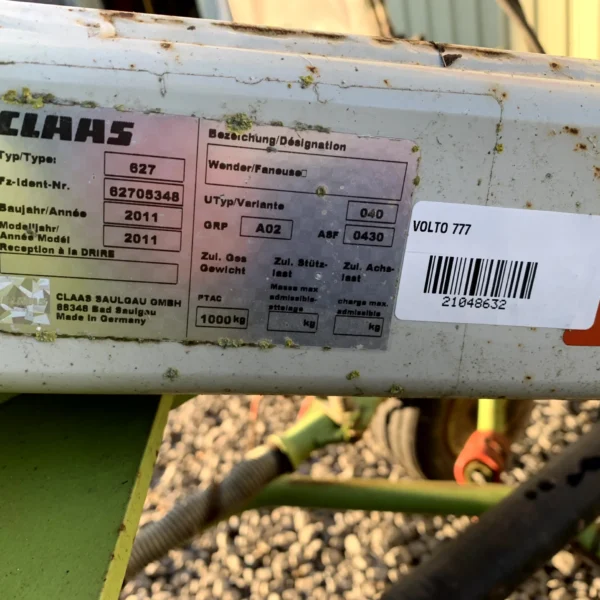 CLAAS
Typ/Type: 627
Fz-Ident-Nr. 62705348
Baujahr/Année 2011
Modeljahr/
Année Modèl 2011
Reception à la DRIRE
CLAAS SAULGAU GMBH
88348 Bad Saulgau
Made in Germany
Bezeichung/Désignation
Wender/Faneuse
UTyp/Variante 040
GRP A02 ASF 0430
Zul. Ges
Gewicht
PTAC
1000 kg
Zul. Stütz-
last
Masse max
admissible-
attelage
kg
Zul. Achs-
last
charge max.
admissible-
kg
VOLTO 777
21048632